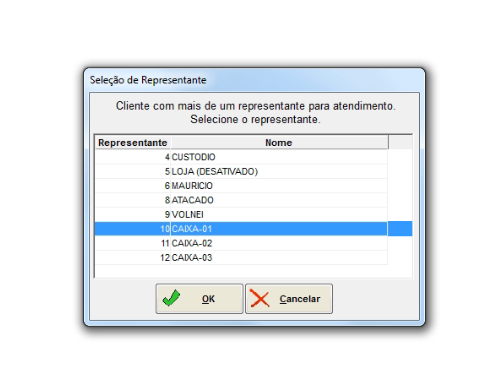 Seleção de Representante
Cliente com mais de um representante para atendimento.
Selecione o representante.
Representante Nome
4 CUSTODIO
5 LOJA (DESATIVADO)
6 MAURICIO
8 ATACADO
9 VOLNEI
10 CAIXA-01
11 CAIXA-02
12 CAIXA-03
OK Cancelar